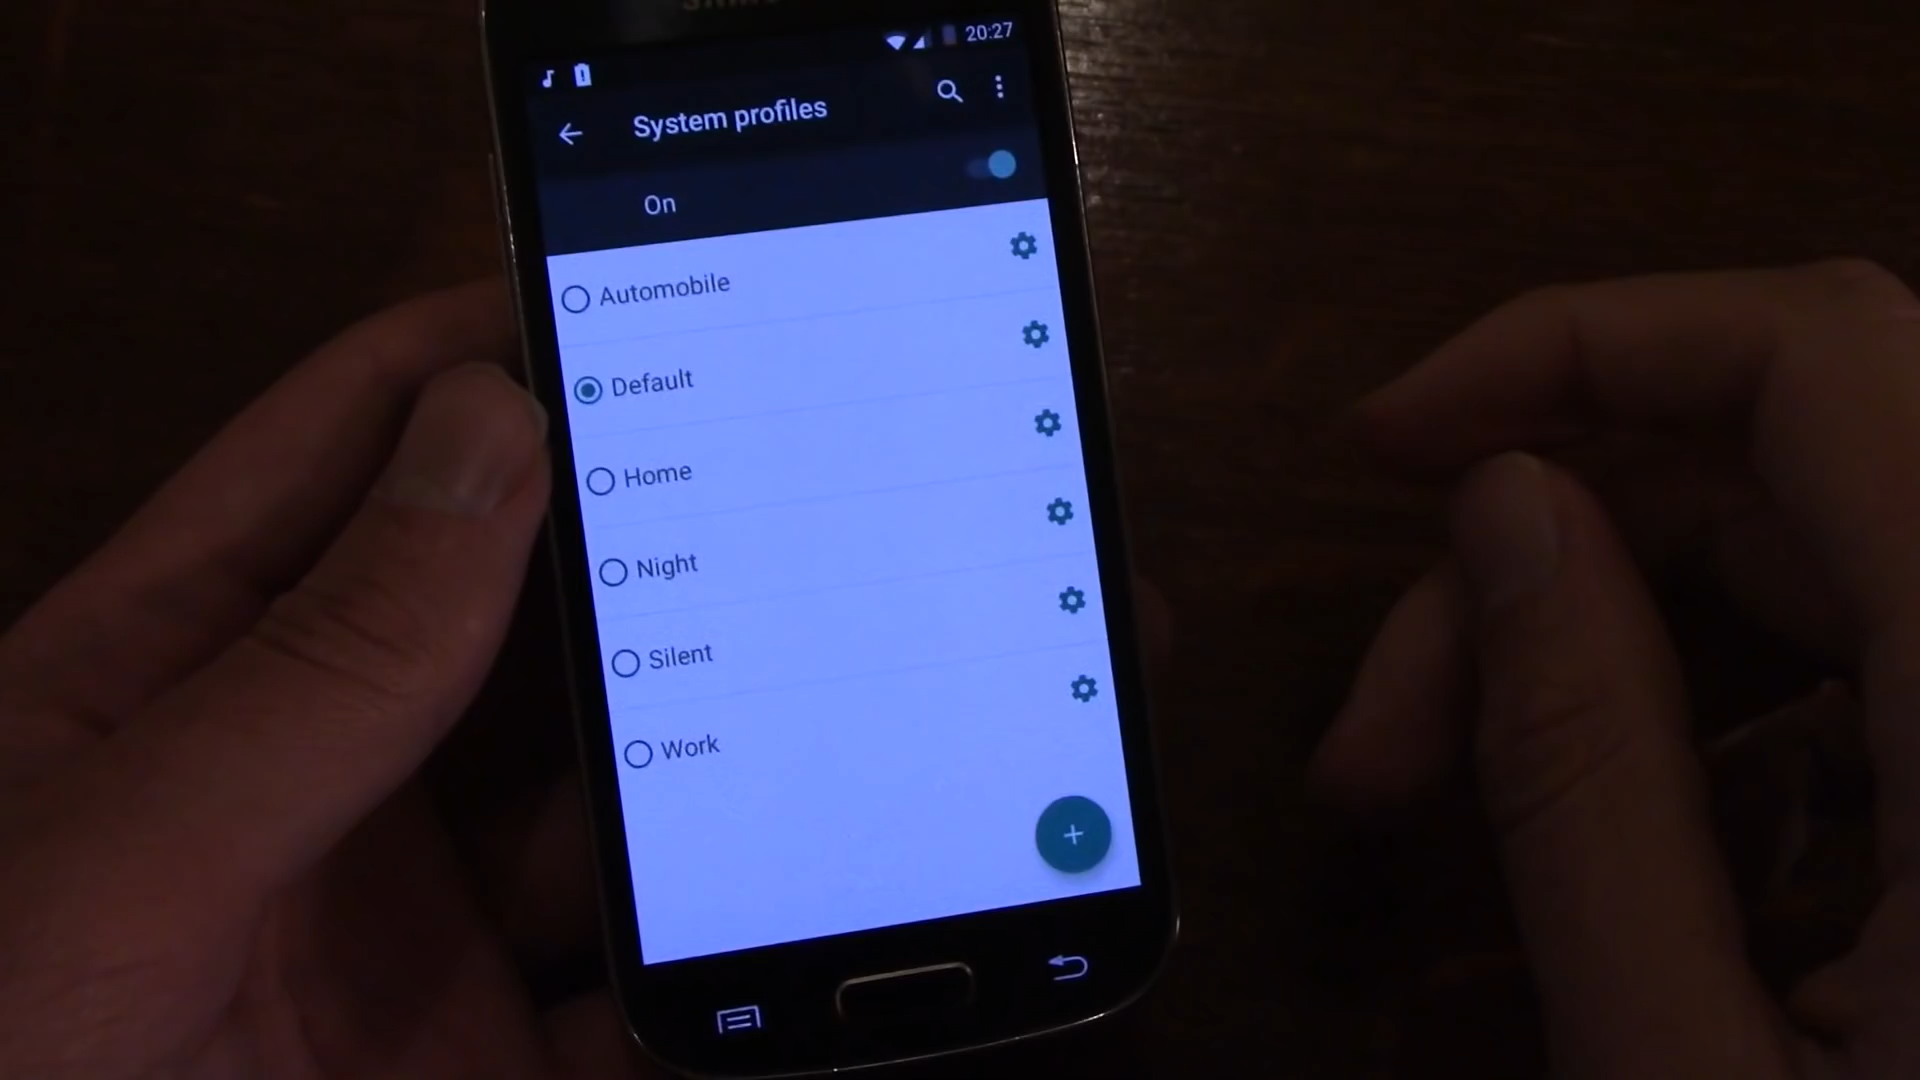 20:27
System profiles
On
Automobile
Default
Home
Night
Silent
Work